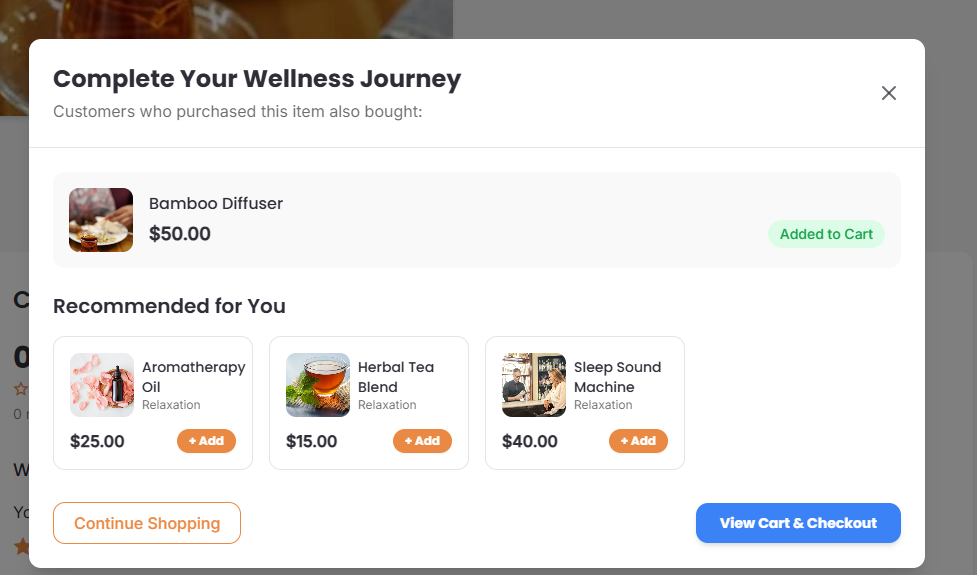 Complete Your Wellness Journey
Customers who purchased this item also bought:
Bamboo Diffuser
$50.00
Added to Cart
Recommended for You
Aromatherapy
Oil
Relaxation
$25.00
+ Add
Herbal Tea
Blend
Relaxation
$15.00
+ Add
Sleep Sound
Machine
Relaxation
$40.00
+ Add
Continue Shopping
View Cart & Checkout